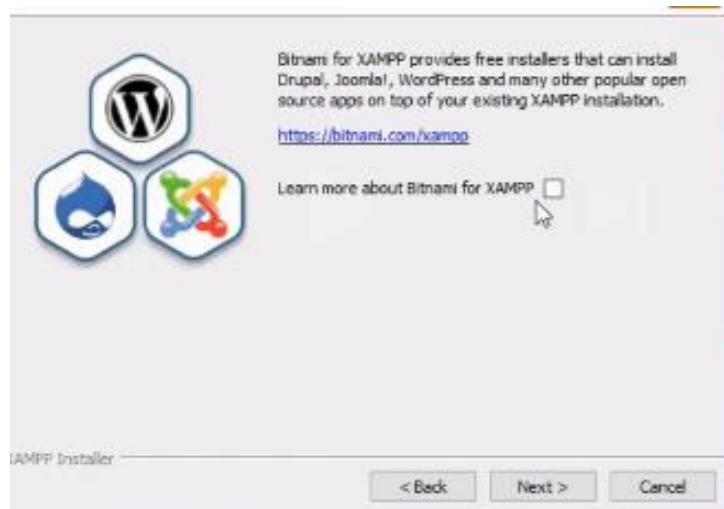 Bitnami for XAMPP provides free installers that can install
Drupal, Joomla!, WordPress and many other popular open
source apps on top of your existing XAMPP installation.
https://bitnami.com/xampp
Learn more about Bitnami for XAMPP
XAMPP Installer
< Back Next > Cancel